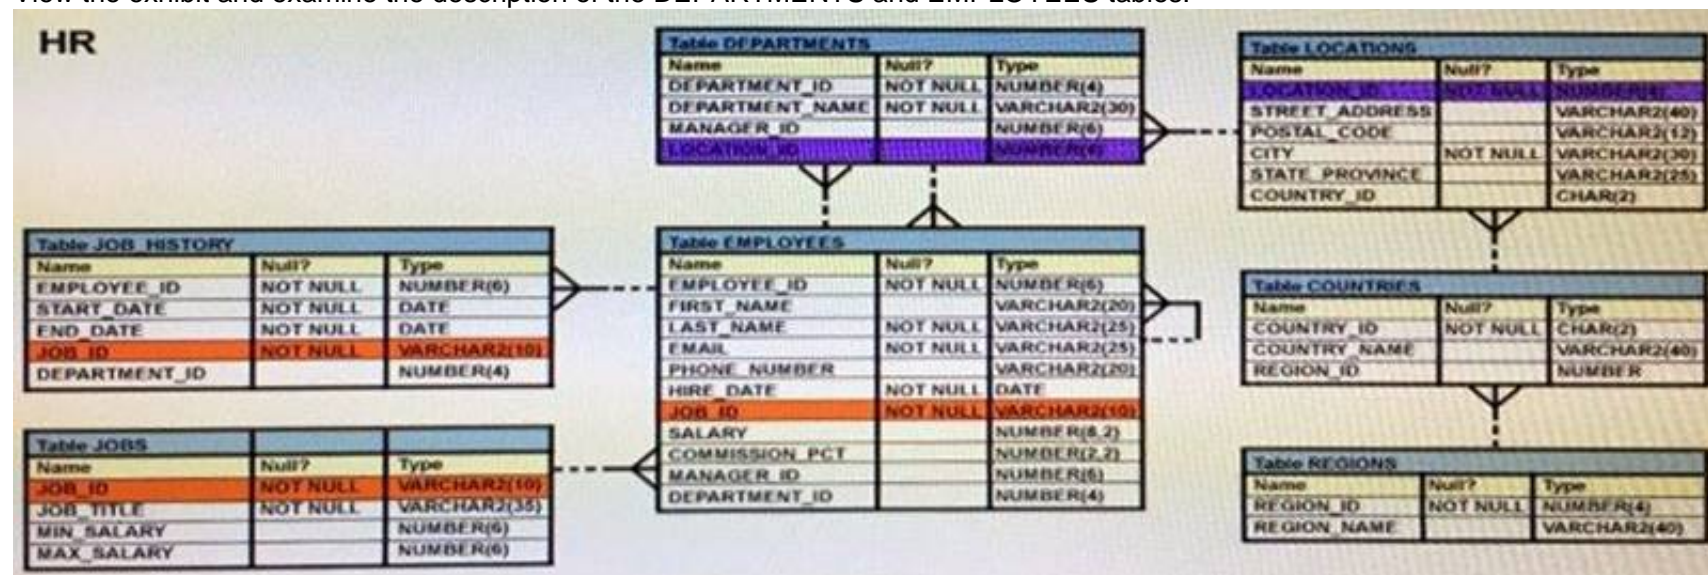 View the exhibit and examine the description of the DEPARTMENTS and EMPLOYEES tables.
HR
Table DEPARTMENTS
Name Null? Type
DEPARTMENT_ID NOT NULL NUMBER(4)
DEPARTMENT_NAME NOT NULL VARCHAR2(30)
MANAGER_ID NUMBER(6)
LOCATION_ID NUMBER(4)
Table LOCATIONS
Name Null? Type
LOCATION_ID NOT NULL NUMBER(4)
STREET_ADDRESS VARCHAR2(40)
POSTAL_CODE VARCHAR2(12)
CITY NOT NULL VARCHAR2(30)
STATE_PROVINCE VARCHAR2(25)
COUNTRY_ID CHAR(2)
Table JOB_HISTORY
Name Null? Type
EMPLOYEE_ID NOT NULL NUMBER(6)
START_DATE NOT NULL DATE
END_DATE NOT NULL DATE
JOB_ID NOT NULL VARCHAR2(10)
DEPARTMENT_ID NUMBER(4)
Table EMPLOYEES
Name Null? Type
EMPLOYEE_ID NOT NULL NUMBER(6)
FIRST_NAME VARCHAR2(20)
LAST_NAME NOT NULL VARCHAR2(25)
EMAIL NOT NULL VARCHAR2(25)
PHONE_NUMBER VARCHAR2(20)
HIRE_DATE NOT NULL DATE
JOB_ID NOT NULL VARCHAR2(10)
SALARY NUMBER(8,2)
COMMISSION_PCT NUMBER(2,2)
MANAGER_ID NUMBER(6)
DEPARTMENT_ID NUMBER(4)
Table COUNTRIES
Name Null? Type
COUNTRY_ID NOT NULL CHAR(2)
COUNTRY_NAME VARCHAR2(40)
REGION_ID NUMBER
Table JOBS
Name Null? Type
JOB_ID NOT NULL VARCHAR2(10)
JOB_TITLE NOT NULL VARCHAR2(35)
MIN_SALARY NUMBER(6)
MAX_SALARY NUMBER(6)
Table REGIONS
Name Null? Type
REGION_ID NOT NULL NUMBER(4)
REGION_NAME VARCHAR2(40)